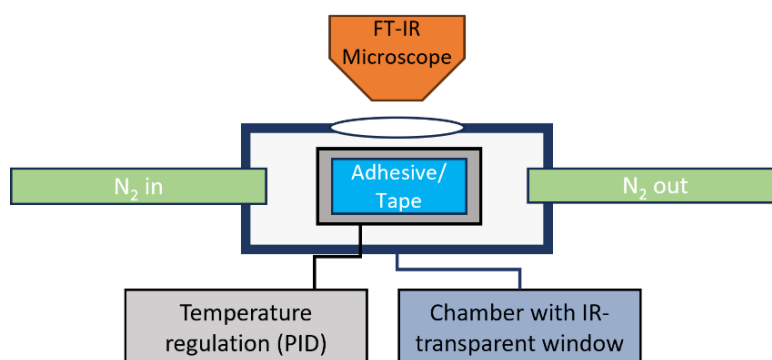 FT-IR
Microscope
N₂ in
Adhesive/
Tape
N₂ out
Temperature
regulation (PID)
Chamber with IR-
transparent window